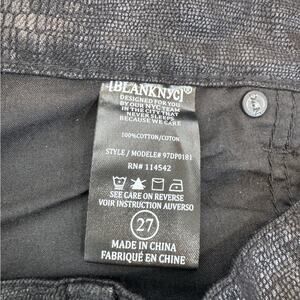 [BLANKNYC]®
DESIGNED FOR YOU
BY OUR NYC TEAM
IN THE CITY THAT
NEVER SLEEPS
BECAUSE WE CARE
100%COTTON/COTON
STYLE / MODELE# 97DP0181
RN# 114542
SEE CARE ON REVERSE
VOIR INSTRUCTION AUVERSO
27
MADE IN CHINA
FABRIQUÉ EN CHINE